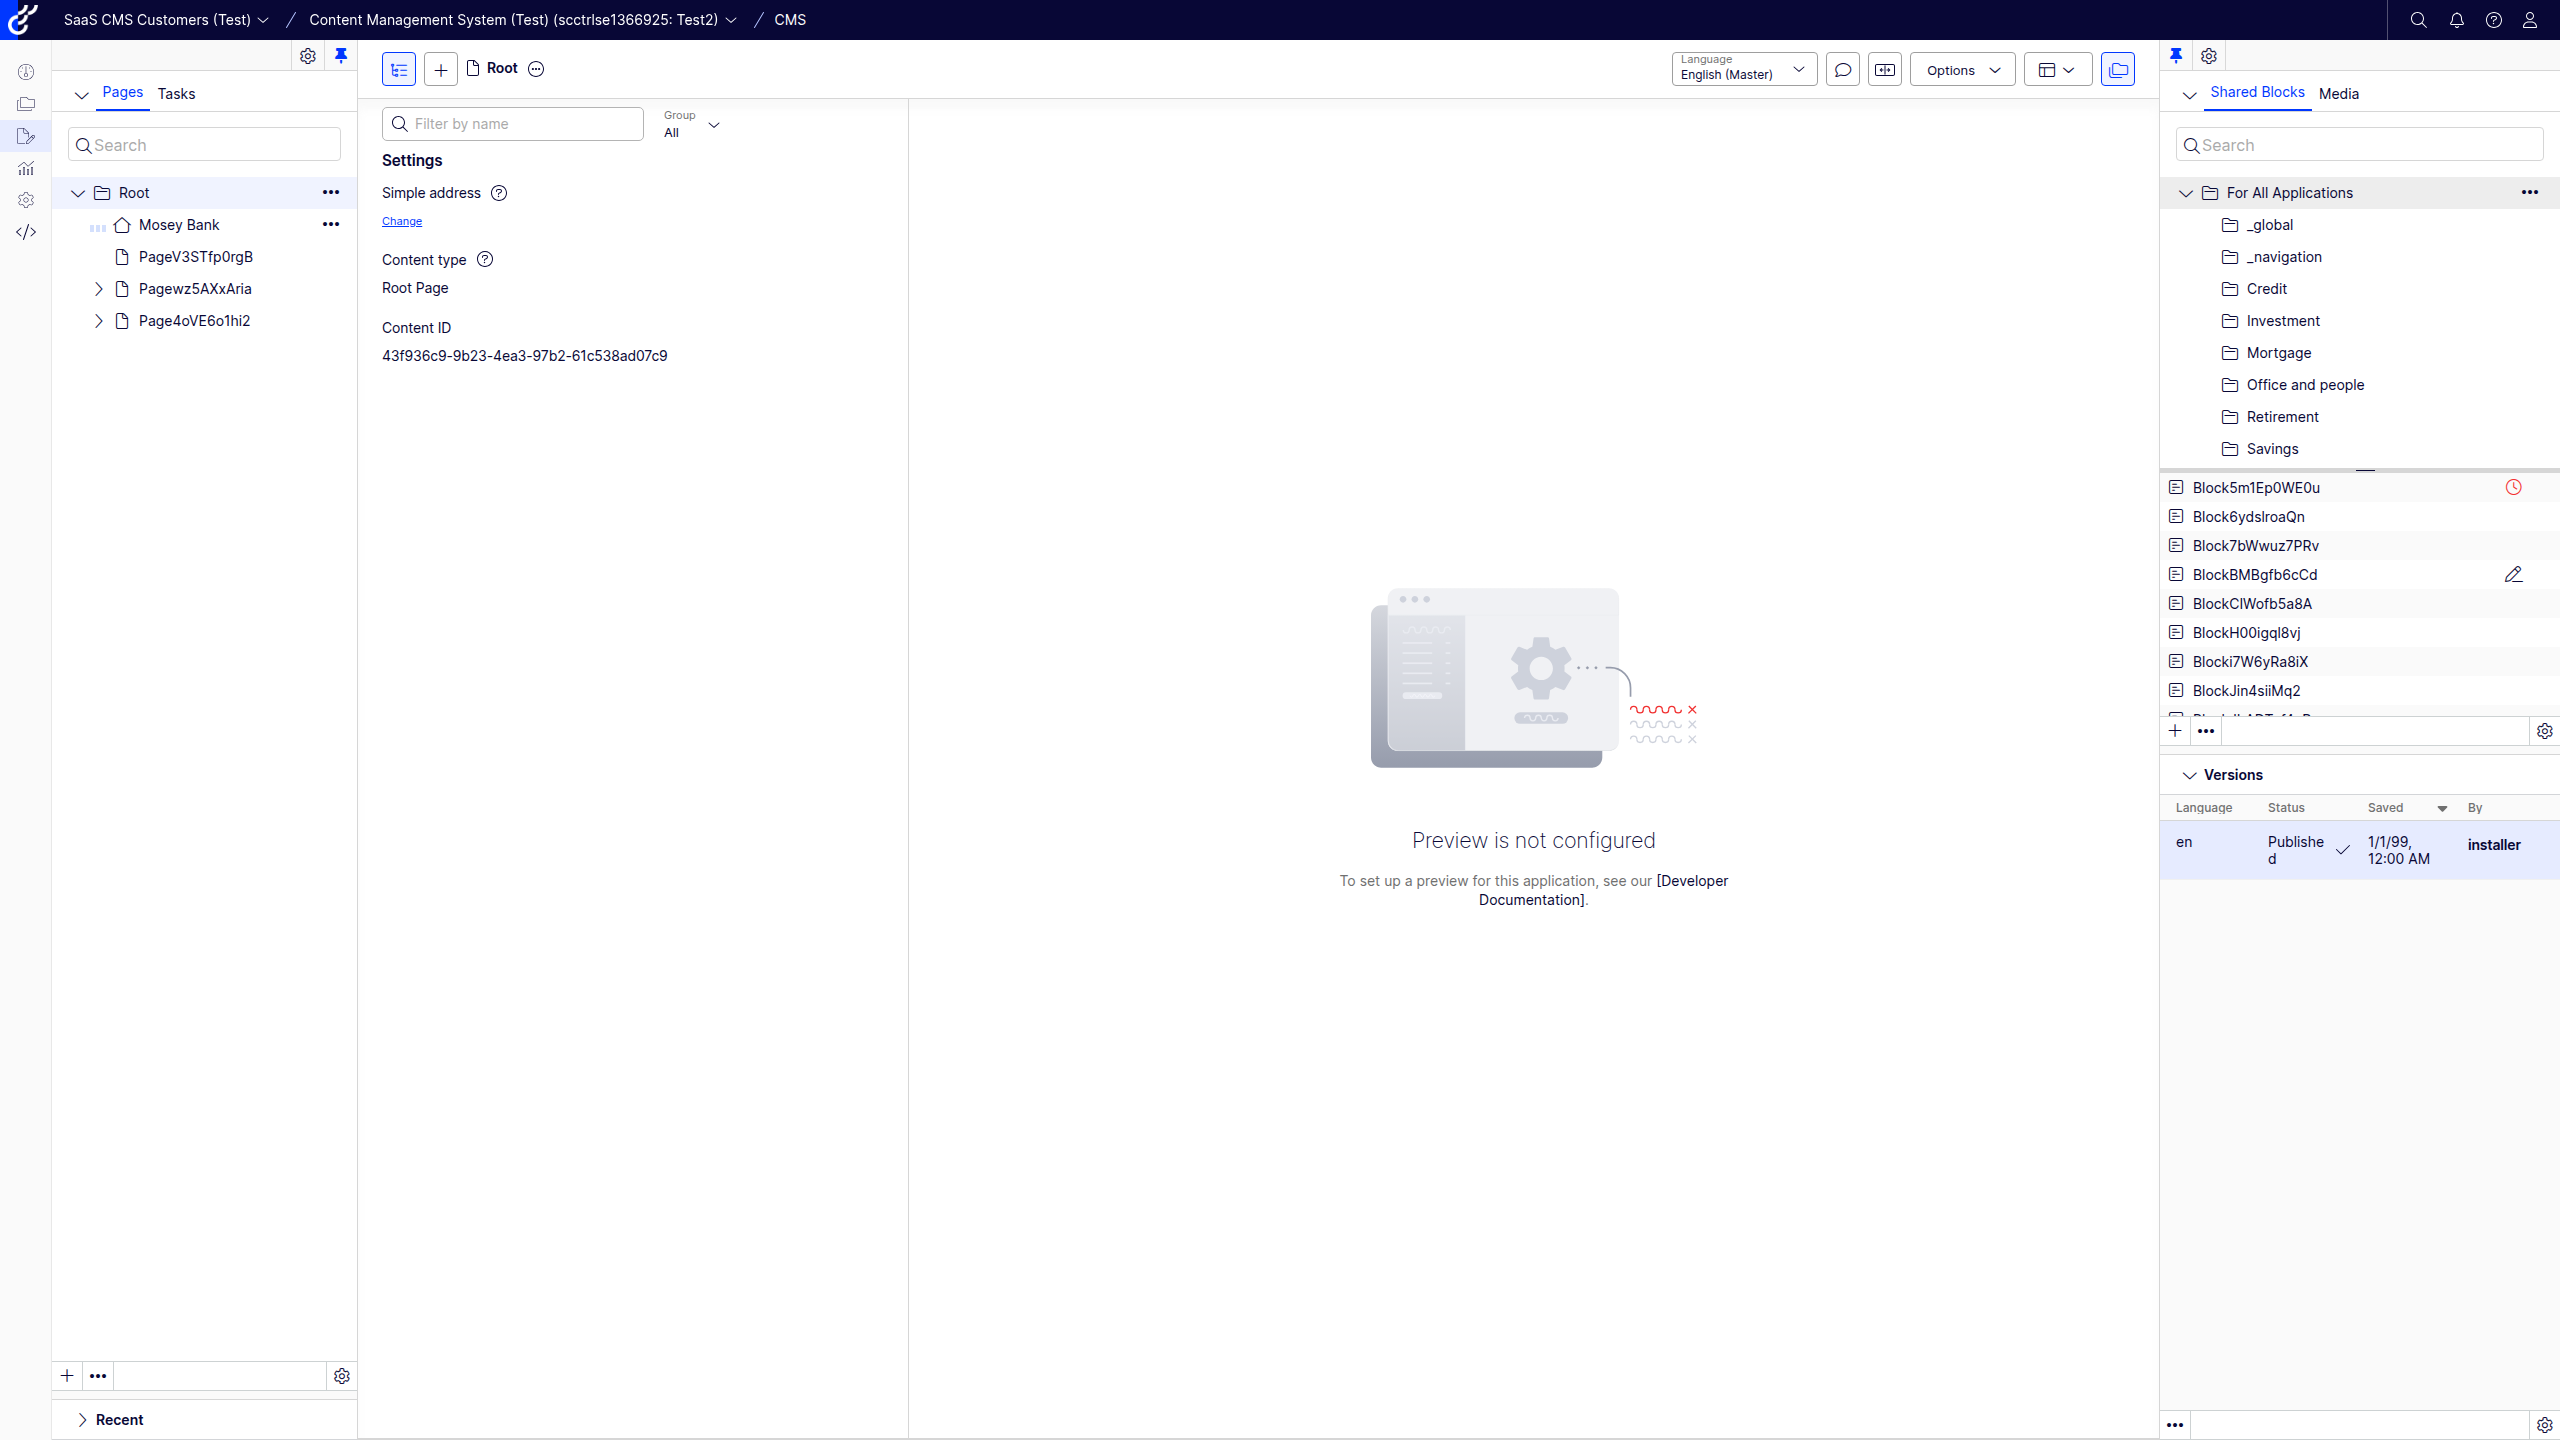 SaaS CMS Customers (Test) / Content Management System (Test) (scctrlse1366925: Test2) / CMS
Pages Tasks
Search
Root
Mosey Bank
PageV3STfp0rgB
Pagewz5AXxAria
Page4oVE6o1hi2
Recent
Root
Language
English (Master)
Options
Filter by name
Group
All
Settings
Simple address
Change
Content type
Root Page
Content ID
43f936c9-9b23-4ea3-97b2-61c538ad07c9
Preview is not configured
To set up a preview for this application, see our [Developer
Documentation].
Shared Blocks Media
Search
For All Applications
_global
_navigation
Credit
Investment
Mortgage
Office and people
Retirement
Savings
Block5m1Ep0WE0u
Block6ydslroaQn
Block7bWwuz7PRv
BlockBMBgfb6cCd
BlockCIWofb5a8A
BlockH00igqI8vj
Blocki7W6yRa8iX
BlockJin4siiMq2
Versions
Language Status Saved By
en Publishe 1/1/99, installer
d 12:00 AM